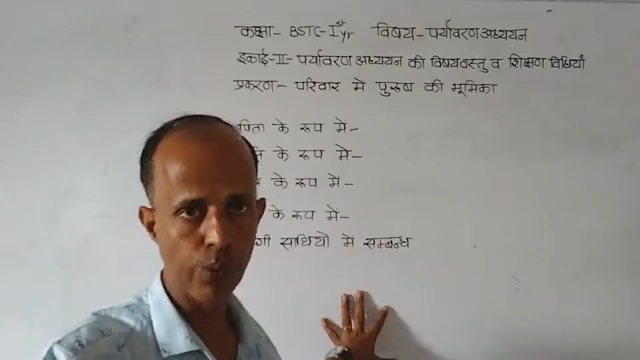 कक्षा- BSTC-Ist yr विषय-पर्यावरण अध्ययन
इकाई-II-पर्यावरण अध्ययन की विषयवस्तु व शिक्षण विधियाँ
प्रकरण- परिवार में पुरुष की भूमिका
पिता के रूप में-
के रूप में-
के रूप में-
के रूप में-
साथियों में सम्बन्ध